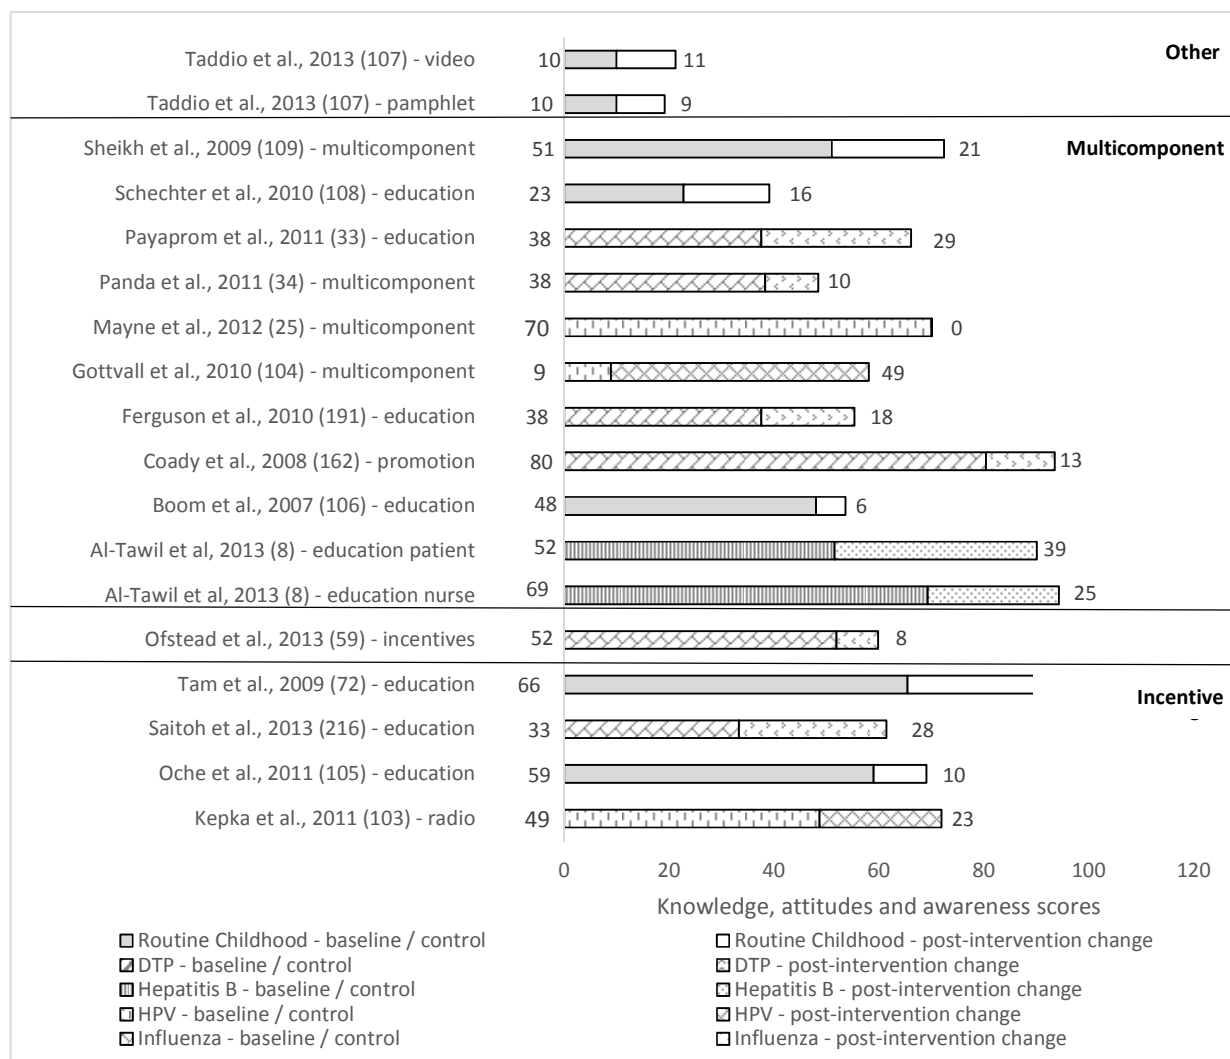 Other
Taddio et al., 2013 (107) - video 10 11
Taddio et al., 2013 (107) - pamphlet 10 9
Multicomponent
Sheikh et al., 2009 (109) - multicomponent 51 21
Schechter et al., 2010 (108) - education 23 16
Payaprom et al., 2011 (33) - education 38 29
Panda et al., 2011 (34) - multicomponent 38 10
Mayne et al., 2012 (25) - multicomponent 70 0
Gottvall et al., 2010 (104) - multicomponent 9 49
Ferguson et al., 2010 (191) - education 38 18
Coady et al., 2008 (162) - promotion 80 13
Boom et al., 2007 (106) - education 48 6
Al-Tawil et al, 2013 (8) - education patient 52 39
Al-Tawil et al, 2013 (8) - education nurse 69 25
Ofstead et al., 2013 (59) - incentives 52 8
Tam et al., 2009 (72) - education 66
Incentive
Saitoh et al., 2013 (216) - education 33 28
Oche et al., 2011 (105) - education 59 10
Kepka et al., 2011 (103) - radio 49 23
0 20 40 60 80 100 120
Knowledge, attitudes and awareness scores
Routine Childhood - baseline / control
Routine Childhood - post-intervention change
DTP - baseline / control
DTP - post-intervention change
Hepatitis B - baseline / control
Hepatitis B - post-intervention change
HPV - baseline / control
HPV - post-intervention change
Influenza - baseline / control
Influenza - post-intervention change